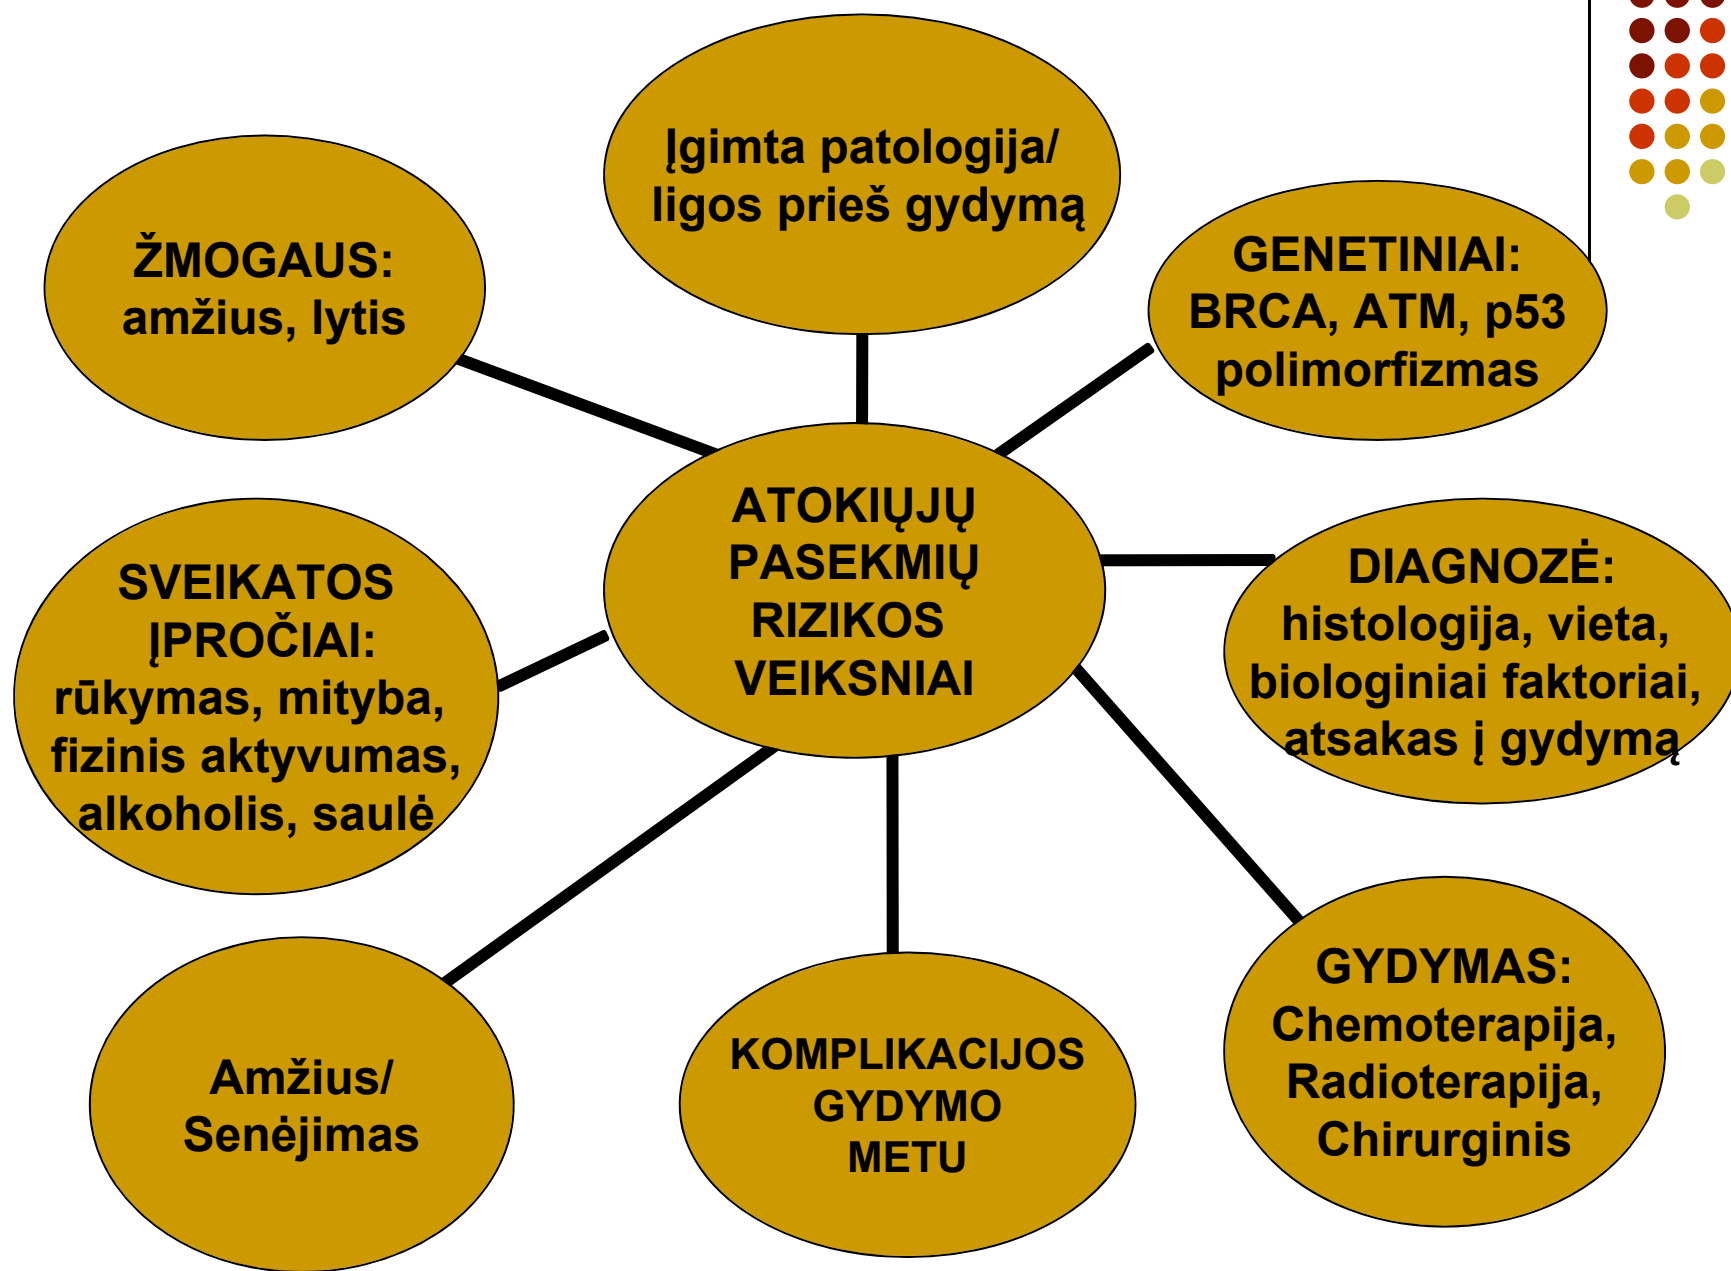 Įgimta patologija/
ligos prieš gydymą
ŽMOGAUS:
amžius, lytis
GENETINIAI:
BRCA, ATM, p53
polimorfizmas
ATOKIŲJŲ
PASEKMIŲ
RIZIKOS
VEIKSNIAI
SVEIKATOS
ĮPROČIAI:
rūkymas, mityba,
fizinis aktyvumas,
alkoholis, saulė
DIAGNOZĖ:
histologija, vieta,
biologiniai faktoriai,
atsakas į gydymą
Amžius/
Senėjimas
KOMPLIKACIJOS
GYDYMO
METU
GYDYMAS:
Chemoterapija,
Radioterapija,
Chirurginis